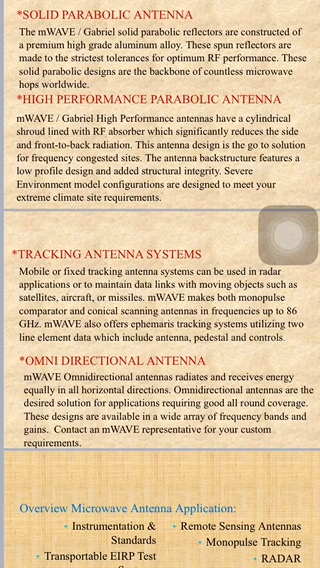 *SOLID PARABOLIC ANTENNA
The mWAVE / Gabriel solid parabolic reflectors are constructed of
a premium high grade aluminum alloy. These spun reflectors are
made to the strictest tolerances for optimum RF performance. These
solid parabolic designs are the backbone of countless microwave
hops worldwide.
*HIGH PERFORMANCE PARABOLIC ANTENNA
mWAVE / Gabriel High Performance antennas have a cylindrical
shroud lined with RF absorber which significantly reduces the side
and front-to-back radiation. This antenna design is the go to solution
for frequency congested sites. The antenna backstructure features a
low profile design and added structural integrity. Severe
Environment model configurations are designed to meet your
extreme climate site requirements.
*TRACKING ANTENNA SYSTEMS
Mobile or fixed tracking antenna systems can be used in radar
applications or to maintain data links with moving objects such as
satellites, aircraft, or missiles. mWAVE makes both monopulse
comparator and conical scanning antennas in frequencies up to 86
GHz. mWAVE also offers ephemaris tracking systems utilizing two
line element data which include antenna, pedestal and controls.
*OMNI DIRECTIONAL ANTENNA
mWAVE Omnidirectional antennas radiates and receives energy
equally in all horizontal directions. Omnidirectional antennas are the
desired solution for applications requiring good all round coverage.
These designs are available in a wide array of frequency bands and
gains.  Contact an mWAVE representative for your custom
requirements.
Overview Microwave Antenna Application:
• Instrumentation &
Standards
• Transportable EIRP Test
• Remote Sensing Antennas
• Monopulse Tracking
• RADAR